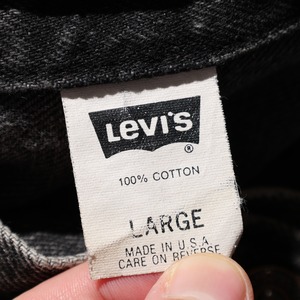 LEVI'S
®
100% COTTON
LARGE
MADE IN U.S.A
CARE ON REVERSE